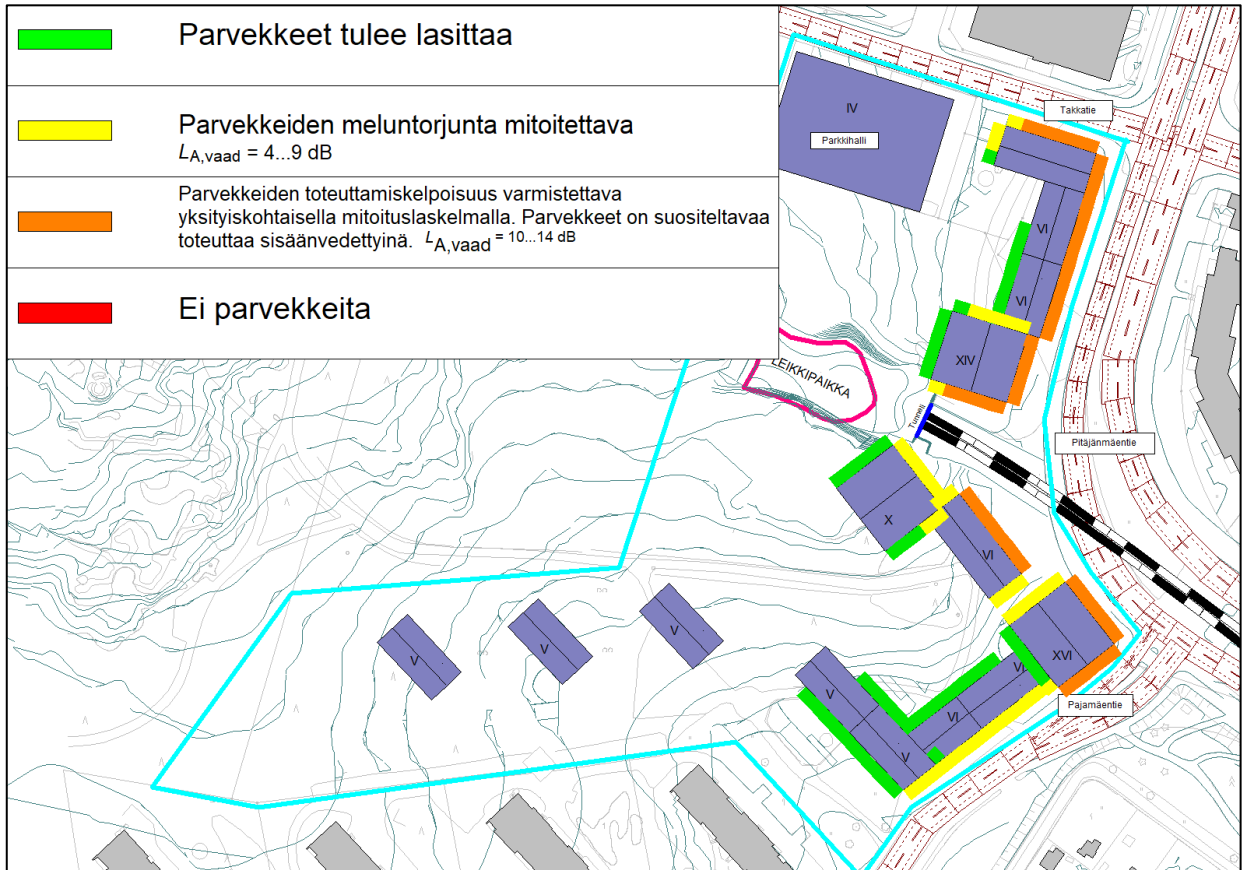 Parvekkeet tulee lasittaa
Parvekkeiden meluntorjunta mitoitettava
LA,vaad = 4...9 dB
Parvekkeiden toteuttamiskelpoisuus varmistettava
yksityiskohtaisella mitoituslaskelmalla. Parvekkeet on suositeltavaa
toteuttaa sisäänvedettyinä. LA,vaad = 10...14 dB
Ei parvekkeita
IV
Parkkihalli
Takkatie
VI
VI
XIV
LEIKKIPAIKKA
Tunneli
Pitäjänmäentie
X
VI
V
V
V
V
VI
VI
XVI
V
Pajamäentie